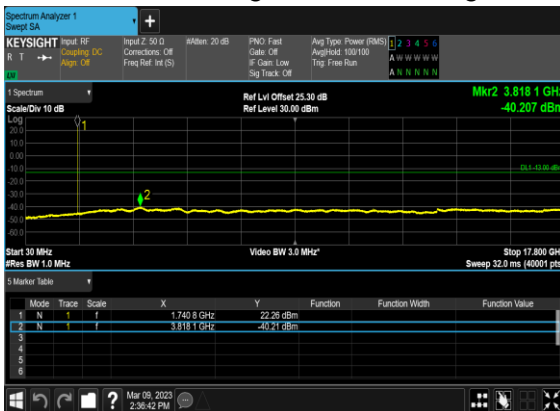 Spectrum Analyzer 1
Swept SA
+
KEYSIGHT Input: RF Input Z: 50 Ω #Atten: 20 dB PNO: Fast Avg Type: Power (RMS) 1 2 3 4 5 6
R T Coupling: DC Corrections: Off Gate: Off Avg|Hold: 100/100 A W W W W W
Align: Off Freq Ref: Int (S) IF Gain: Low Trig: Free Run
LV Sig Track: Off A N N N N N
1 Spectrum Ref Lvl Offset 25.30 dB Mkr2 3.818 1 GHz
Scale/Div 10 dB Ref Level 30.00 dBm -40.207 dBm
Log
20.0 1
10.0
0.00
-10.0 DL1 -13.00 dBm
-20.0
-30.0
-40.0 2
-50.0
-60.0
Start 30 MHz Video BW 3.0 MHz* Stop 17.800 GH
#Res BW 1.0 MHz Sweep 32.0 ms (40001 pts
5 Marker Table
Mode Trace Scale X Y Function Function Width Function Value
1 N 1 f 1.740 8 GHz 22.26 dBm
2 N 1 f 3.818 1 GHz -40.21 dBm
3
4
5
6
? Mar 09, 2023
2:36:42 PM